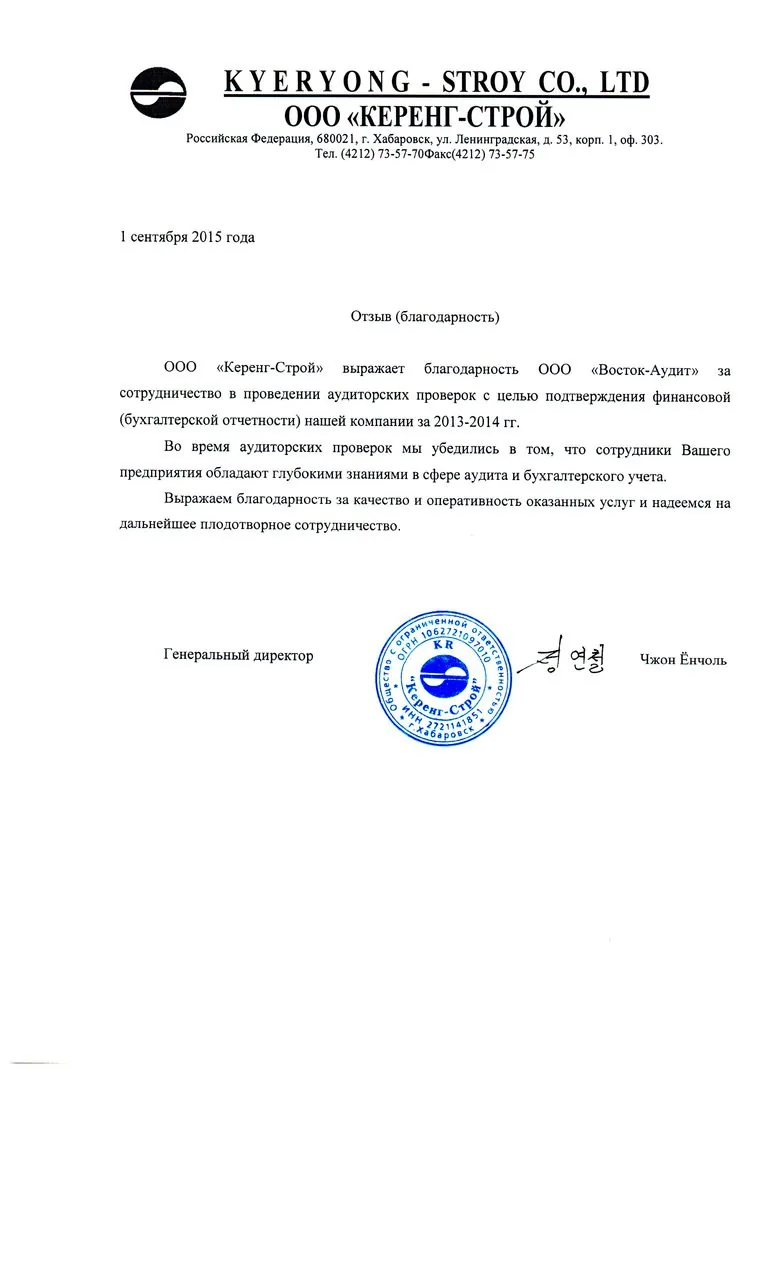 KYERYONG - STROY CO., LTD
ООО «КЕРЕНГ-СТРОЙ»
Российская Федерация, 680021, г. Хабаровск, ул. Ленинградская, д. 53, корп. 1, оф. 303.
Тел. (4212) 73-57-70Факс(4212) 73-57-75
1 сентября 2015 года
Отзыв (благодарность)
ООО «Керенг-Строй» выражает благодарность ООО «Восток-Аудит» за
сотрудничество в проведении аудиторских проверок с целью подтверждения финансовой
(бухгалтерской отчетности) нашей компании за 2013-2014 гг.
Во время аудиторских проверок мы убедились в том, что сотрудники Вашего
предприятия обладают глубокими знаниями в сфере аудита и бухгалтерского учета.
Выражаем благодарность за качество и оперативность оказанных услуг и надеемся на
дальнейшее плодотворное сотрудничество.
Генеральный директор
Общество с ограниченной ответственностью
ОГРН 1062721097010
KR
"Керенг-Строй"
ИНН 2721141851
г.Хабаровск
정연철
Чжон Ёнчоль